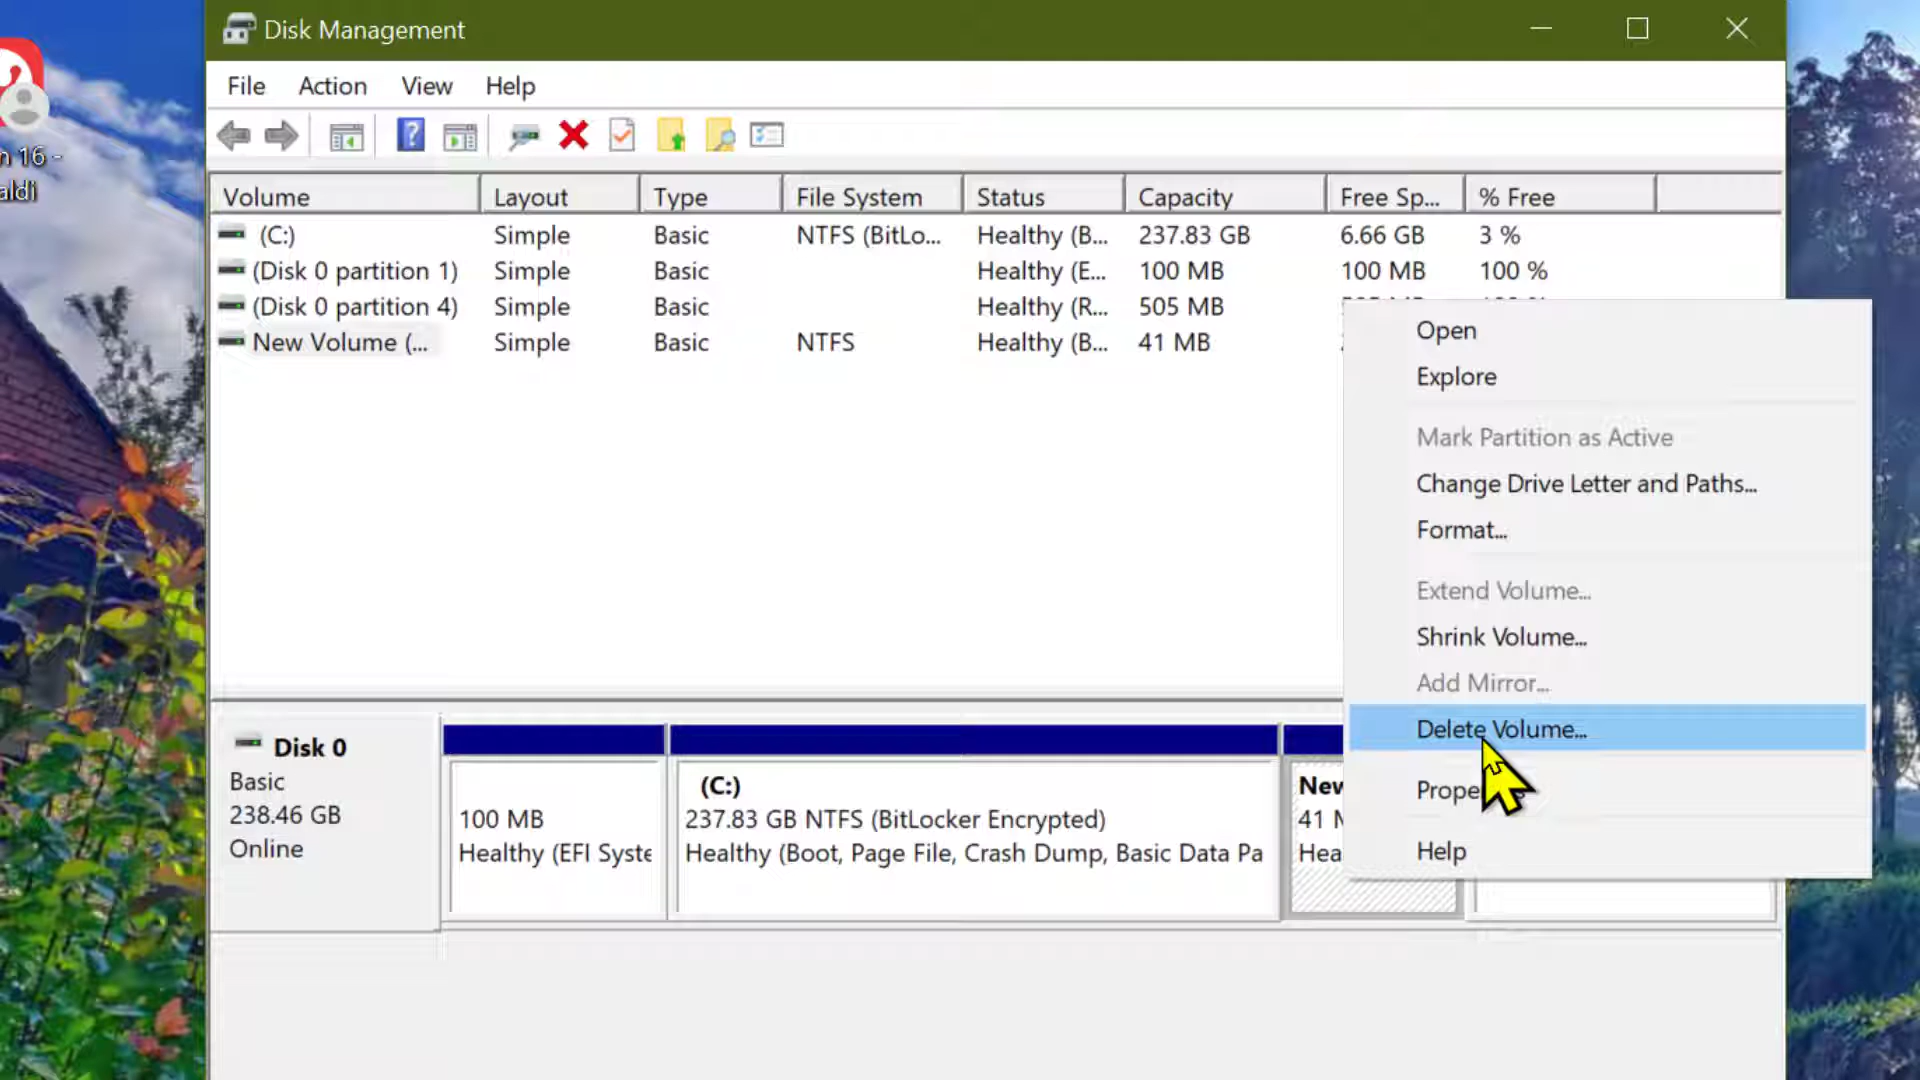 Disk Management
File Action View Help
Volume Layout Type File System Status Capacity Free Sp... % Free
(C:) Simple Basic NTFS (BitLo... Healthy (B... 237.83 GB 6.66 GB 3 %
(Disk 0 partition 1) Simple Basic Healthy (E... 100 MB 100 MB 100 %
(Disk 0 partition 4) Simple Basic Healthy (R... 505 MB
New Volume (... Simple Basic NTFS Healthy (B... 41 MB
Open
Explore
Mark Partition as Active
Change Drive Letter and Paths...
Format...
Extend Volume...
Shrink Volume...
Add Mirror...
Delete Volume...
Help
Disk 0
Basic
238.46 GB
Online
100 MB
Healthy (EFI Syste
(C:)
237.83 GB NTFS (BitLocker Encrypted)
Healthy (Boot, Page File, Crash Dump, Basic Data Pa
New
41 M
Hea
n 16 -
aldi